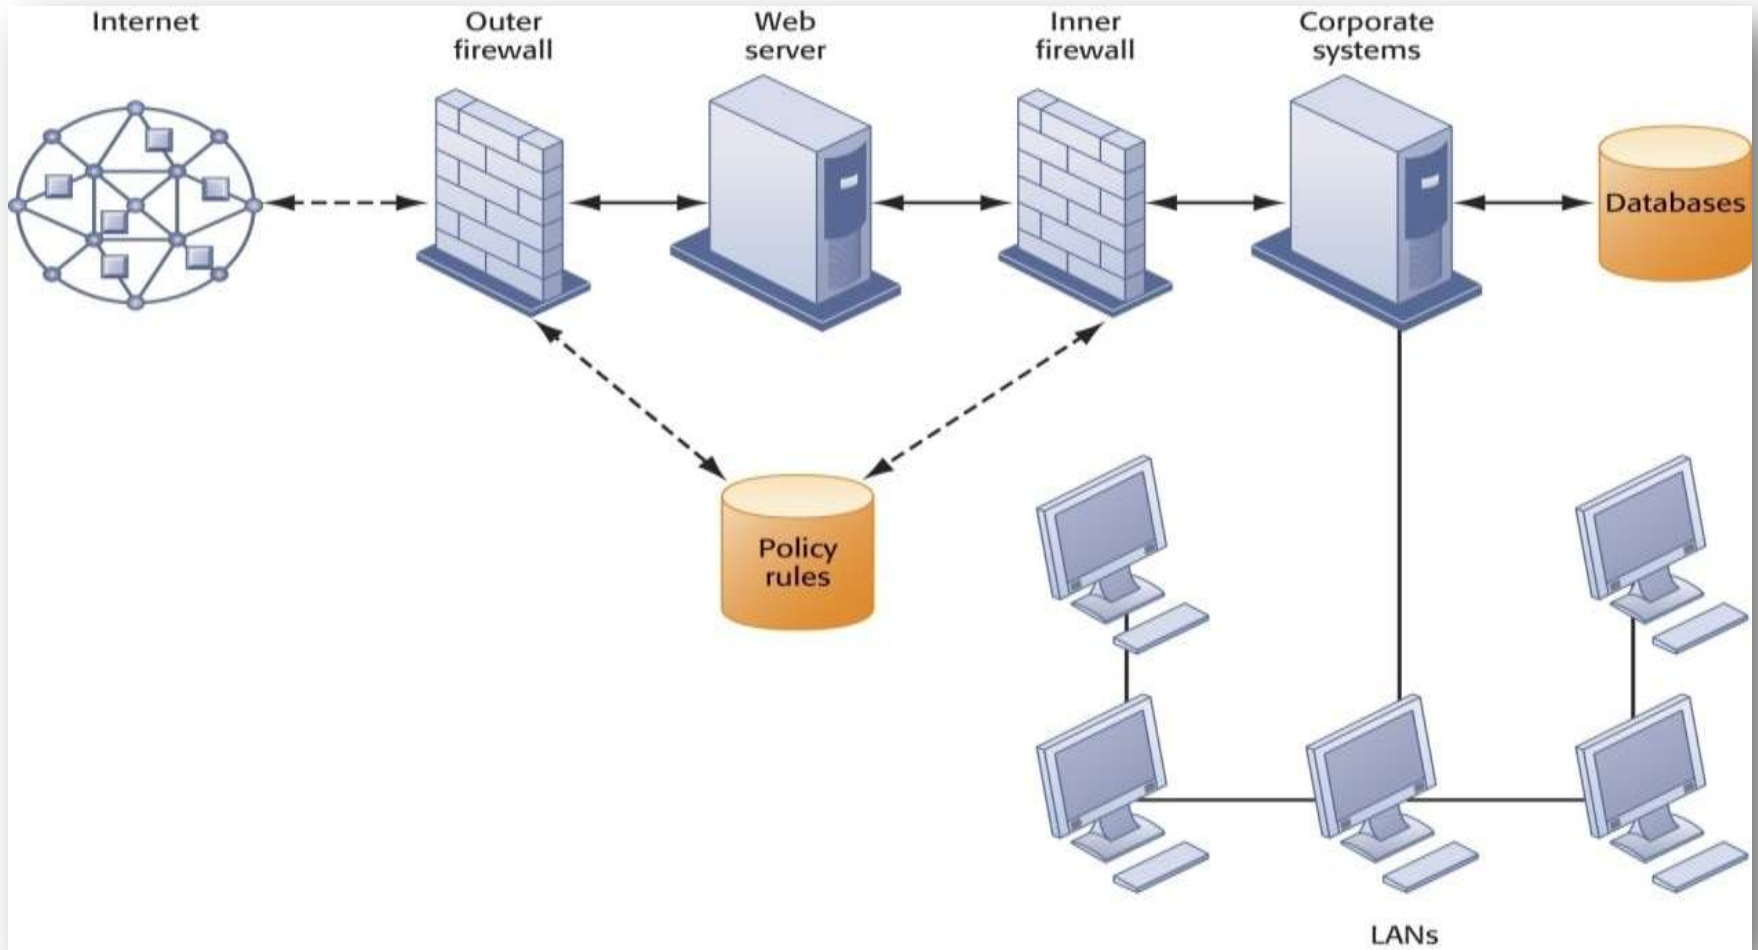 Internet
Outer
firewall
Web
server
Inner
firewall
Corporate
systems
Databases
Policy
rules
LANs